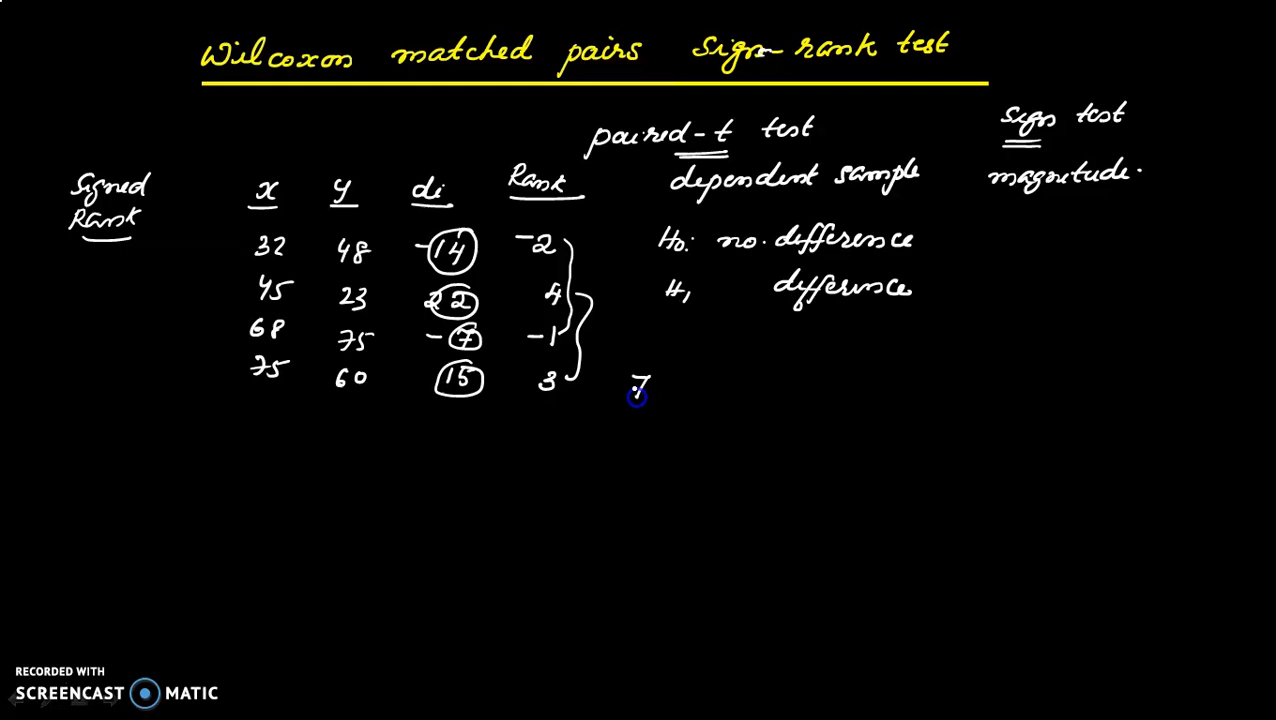 Wilcoxon matched pairs Sign-rank test
paired-t test
sign test
dependent sample
magnitude.
Signed
Rank
x y di Rank
32 48 -14 -2
45 23 22 4
68 75 -7 -1
75 60 15 3
7
H0: no. difference
H1 difference
RECORDED WITH
SCREENCAST MATIC